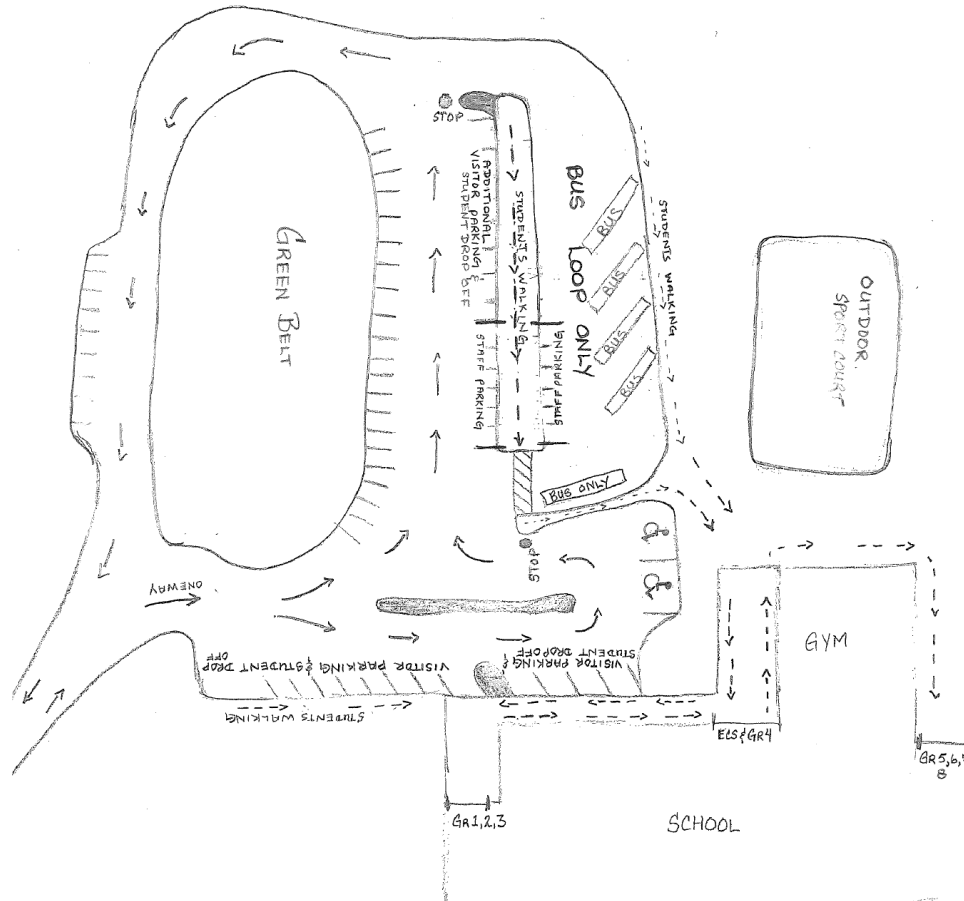 STOP
ADDITIONAL
VISITOR PARKING &
STUDENT DROP OFF
STUDENTS WALKING
BUS LOOP ONLY
BUS
BUS
BUS
BUS
STUDENTS WALKING
GREEN BELT
OUTDOOR
SPORT COURT
STAFF PARKING
STAFF PARKING
BUS ONLY
STOP
ONEWAY
VISITOR PARKING & STUDENT DROP
OFF
VISITOR PARKING &
STUDENT DROP OFF
STUDENTS WALKING
GYM
ECS & GR4
GR 5,6,
8
GR 1,2,3
SCHOOL